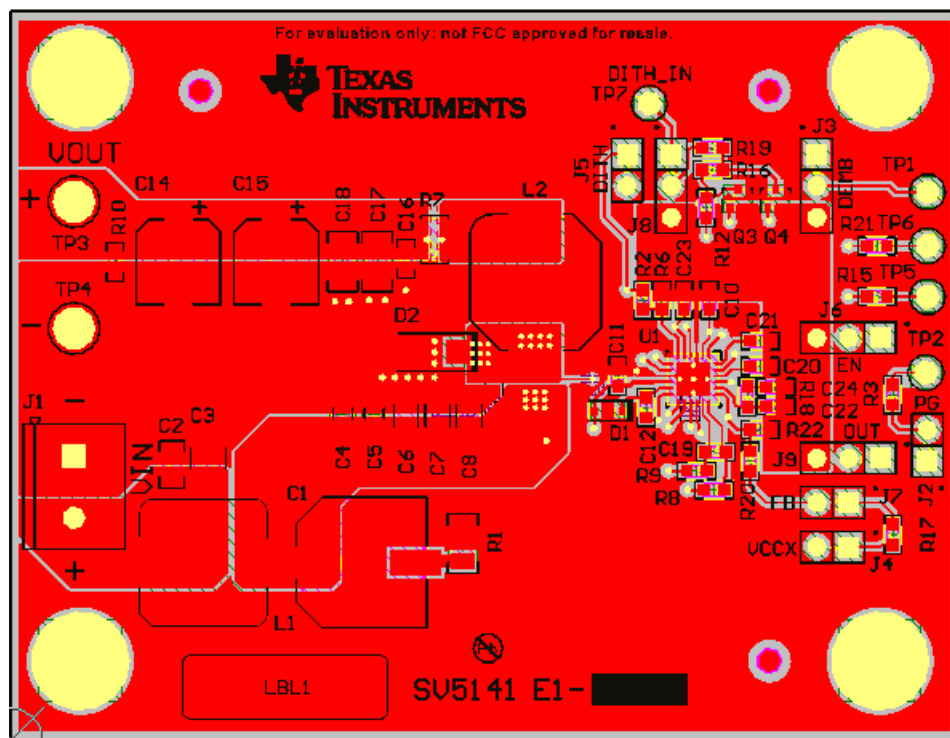 For evaluation only; not FCC approved for resale.
TEXAS
INSTRUMENTS
DITH_IN
TP7
J3
VOUT
J5
DITH
R19
R16
DEMB
TP1
+
C14
+
C15
+
C18
C17
C16
R7
L2
TP3
R10
J8
R12
Q3
Q4
R21
TP6
TP4
R2
R6
C23
C10
R15
TP5
-
D2
U1
C21
J6
TP2
C11
C20
EN
J1
-
C2
C3
C24
R18
R3
PG
VIN
C4
C5
C6
C7
C8
D1
C12
C22
R22
OUT
C19
J9
R9
R8
R20
FB
J7
J2
C1
R1
VCCX
J4
R17
+
L1
LBL1
SV5141 E1-